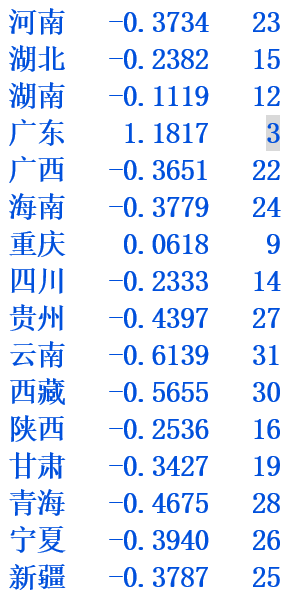 河南 -0.3734 23
湖北 -0.2382 15
湖南 -0.1119 12
广东 1.1817 3
广西 -0.3651 22
海南 -0.3779 24
重庆 0.0618 9
四川 -0.2333 14
贵州 -0.4397 27
云南 -0.6139 31
西藏 -0.5655 30
陕西 -0.2536 16
甘肃 -0.3427 19
青海 -0.4675 28
宁夏 -0.3940 26
新疆 -0.3787 25